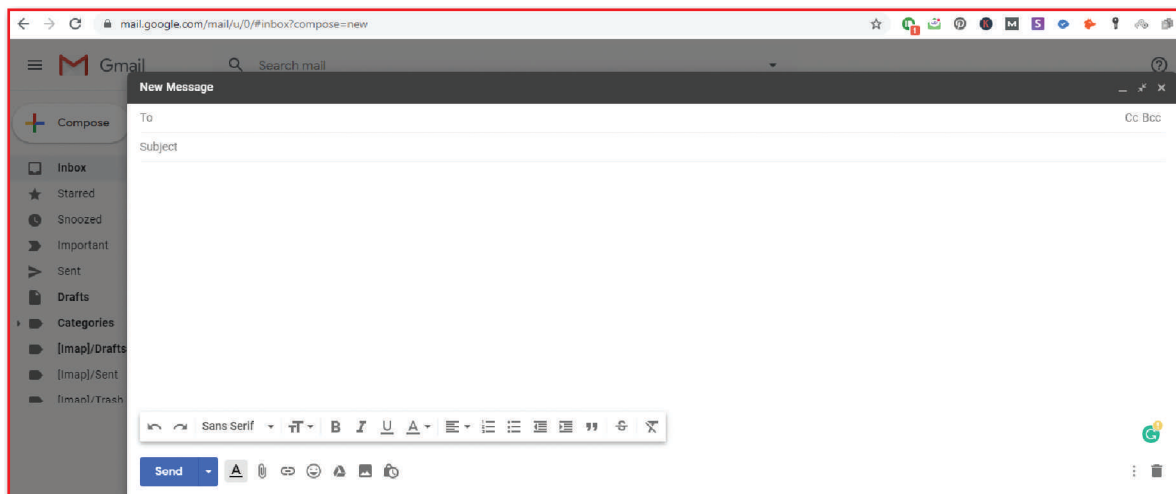 mail.google.com/mail/u/0/#inbox?compose=new
Gmail
Search mail
New Message
Compose
To
Cc Bcc
Subject
Inbox
Starred
Snoozed
Important
Sent
Drafts
Categories
[Imap]/Drafts
[Imap]/Sent
[Imap]/Trash
Sans Serif
Send